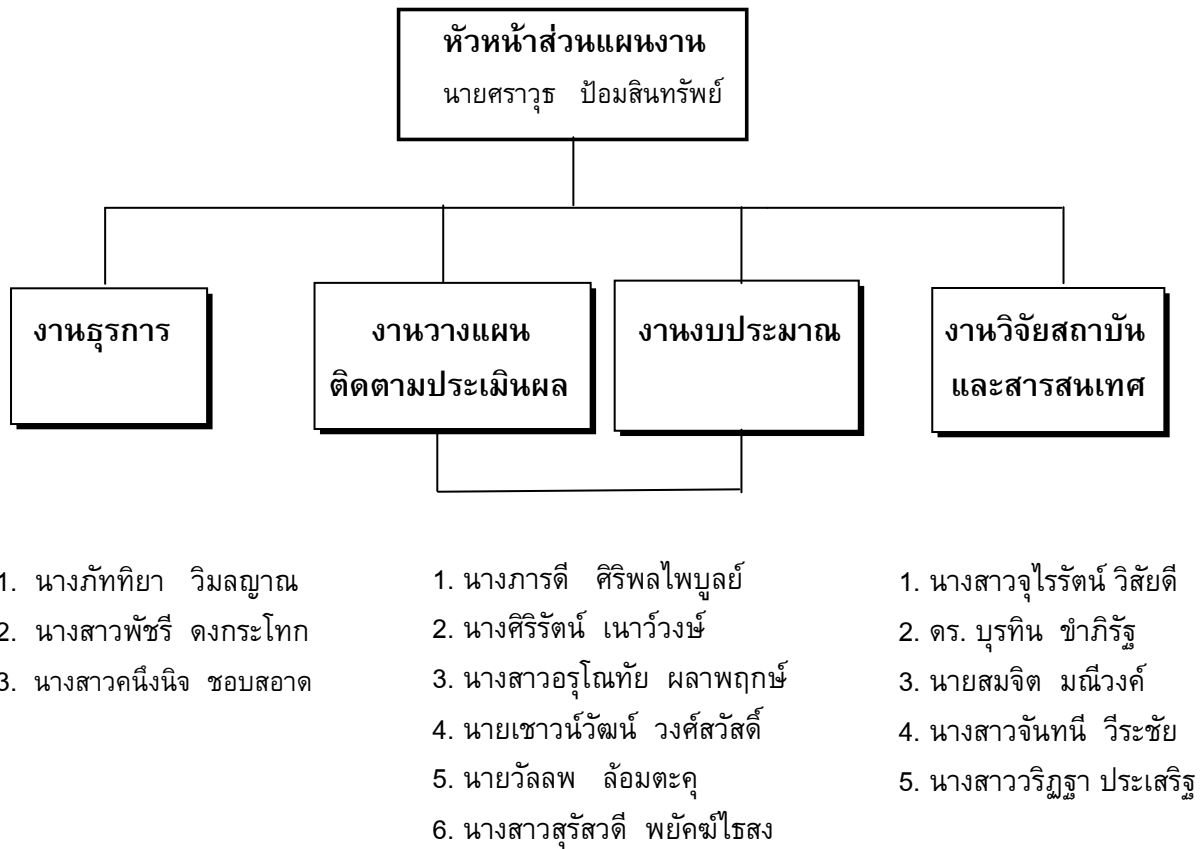 หัวหน้าส่วนแผนงาน
นายศราวุธ ป้อมสินทรัพย์
งานธุรการ
งานวางแผน
ติดตามประเมินผล
งานงบประมาณ
งานวิจัยสถาบัน
และสารสนเทศ
1. นางภัททิยา วิมลญาณ
2. นางสาวพัชรี ดงกระโทก
3. นางสาวคนึงนิจ ชอบสอาด
1. นางภารดี ศิริพลไพบูลย์
2. นางศิริรัตน์ เนาว์วงษ์
3. นางสาวอรุโณทัย ผลาพฤกษ์
4. นายเชาวน์วัฒน์ วงศ์สวัสดิ์
5. นายวัลลพ ล้อมตะคุ
6. นางสาวสุรัสวดี พยัคฆ์ไธสง
1. นางสาวจุไรรัตน์ วิสัยดี
2. ดร. บุรทิน ขำภิรัฐ
3. นายสมจิต มณีวงค์
4. นางสาวจันทนี วีระชัย
5. นางสาววริฏฐา ประเสริฐ